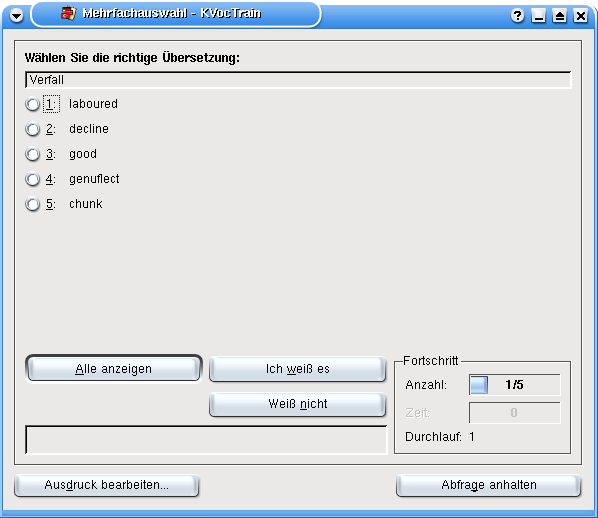 Mehrfachauswahl - KVocTrain
Wählen Sie die richtige Übersetzung:
Verfall
1: laboured
2: decline
3: good
4: genuflect
5: chunk
Alle anzeigen
Ich weiß es
Weiß nicht
Fortschritt
Anzahl: 1/5
Zeit: 0
Durchlauf: 1
Ausdruck bearbeiten...
Abfrage anhalten